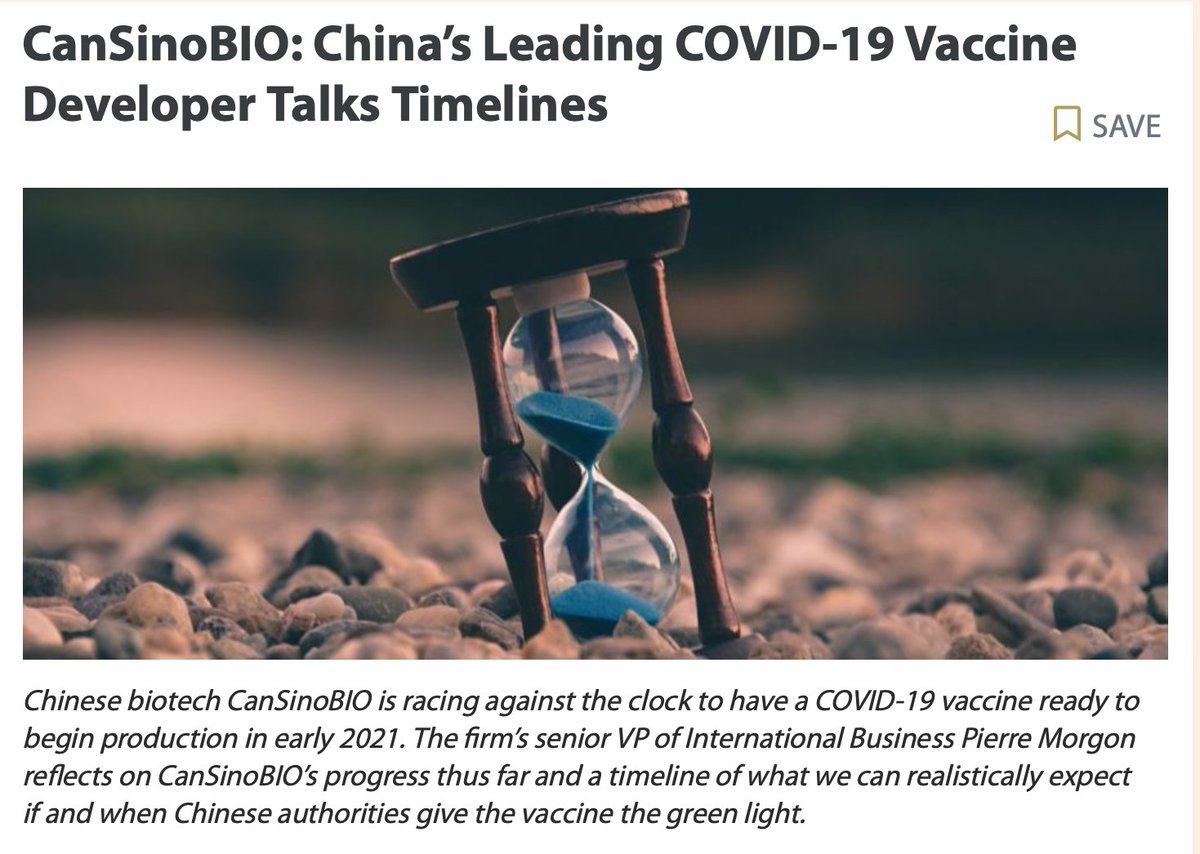 CanSinoBIO: China’s Leading COVID-19 Vaccine
Developer Talks Timelines
SAVE
Chinese biotech CanSinoBIO is racing against the clock to have a COVID-19 vaccine ready to
begin production in early 2021. The firm’s senior VP of International Business Pierre Morgon
reflects on CanSinoBIO’s progress thus far and a timeline of what we can realistically expect
if and when Chinese authorities give the vaccine the green light.